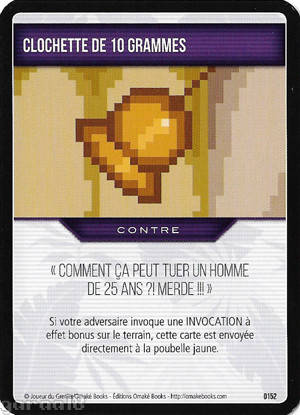 CLOCHETTE DE 10 GRAMMES
CONTRE
« COMMENT ÇA PEUT TUER UN HOMME
DE 25 ANS ?! MERDE !!! »
Si votre adversaire invoque une INVOCATION à
effet bonus sur le terrain, cette carte est envoyée
directement à la poubelle jaune.
© Joueur du Grenier/Omaké Books - Éditions Omaké Books - http://omakebooks.com/
0152